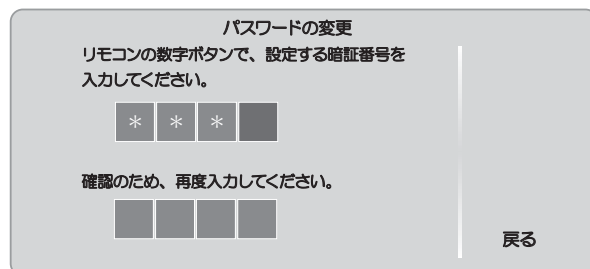 パスワードの変更
リモコンの数字ボタンで、設定する暗証番号を
入力してください。
＊ ＊ ＊
確認のため、再度入力してください。
戻る